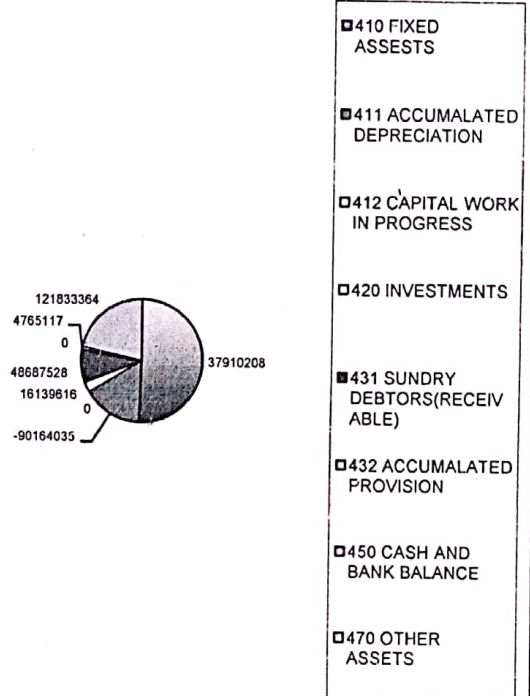 410 FIXED
ASSESTS
411 ACCUMALATED
DEPRECIATION
412 CAPITAL WORK
IN PROGRESS
420 INVESTMENTS
431 SUNDRY
DEBTORS(RECEIV
ABLE)
432 ACCUMALATED
PROVISION
450 CASH AND
BANK BALANCE
470 OTHER
ASSETS
121833364
4765117
0
48687528
16139616
0
-90164035
37910208